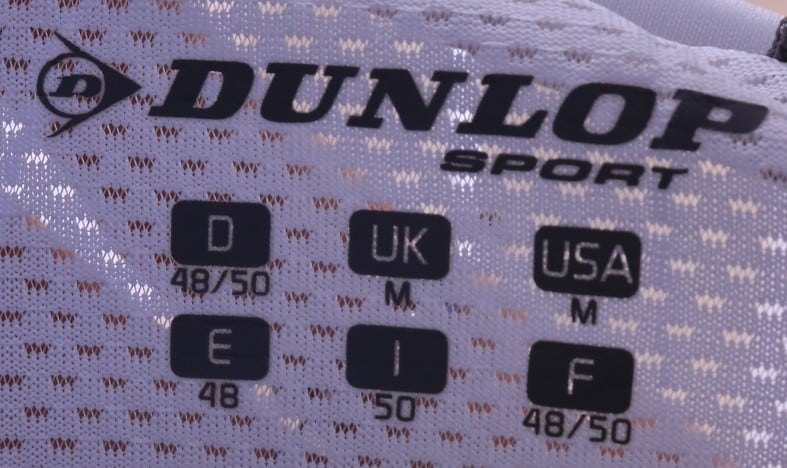 D DUNLOP
SPORT
D UK USA
48/50 M M
E I F
48 50 48/50